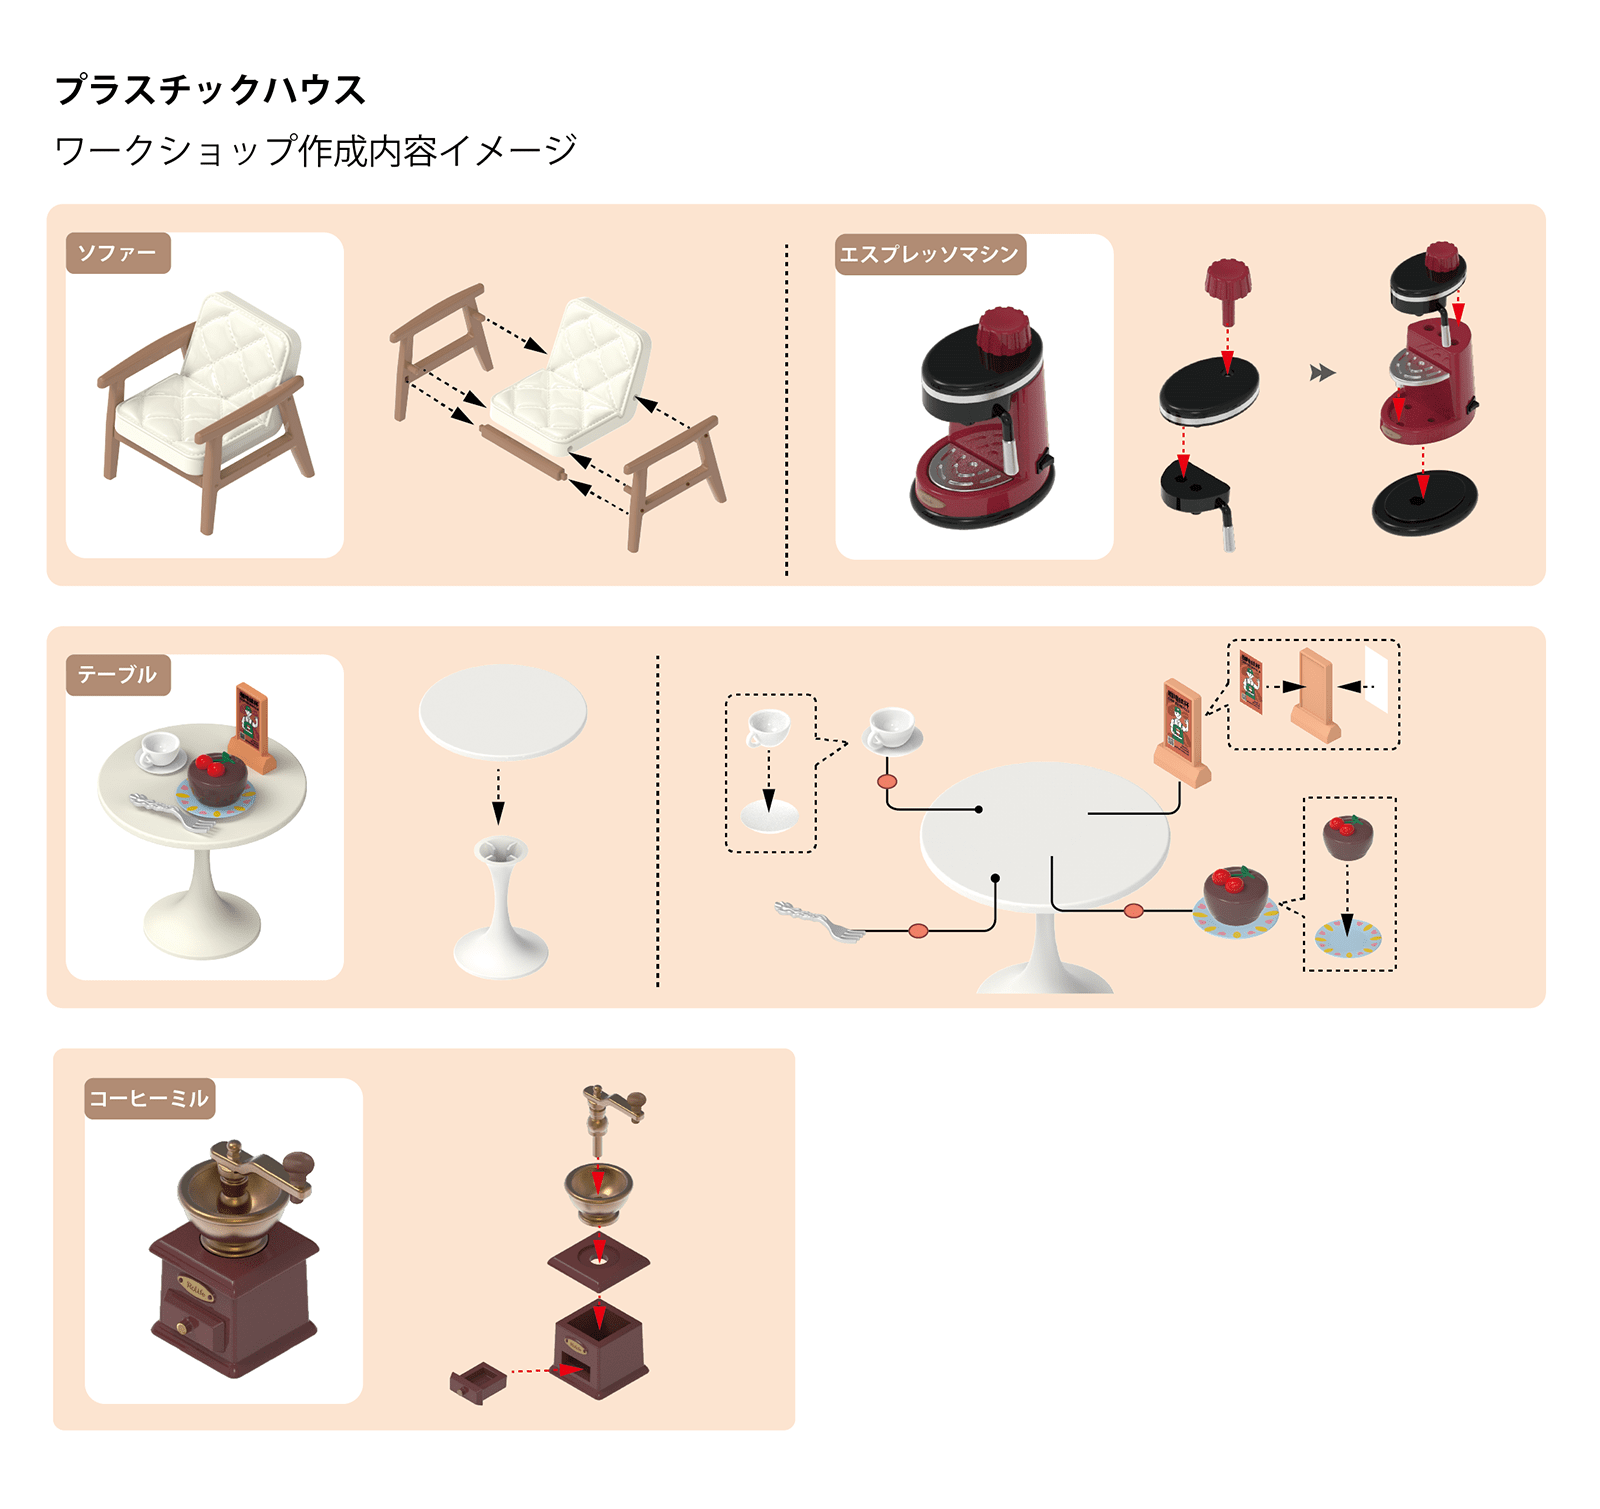 プラスチックハウス
ワークショップ作成内容イメージ
ソファー
エスプレッソマシン
テーブル
コーヒーミル